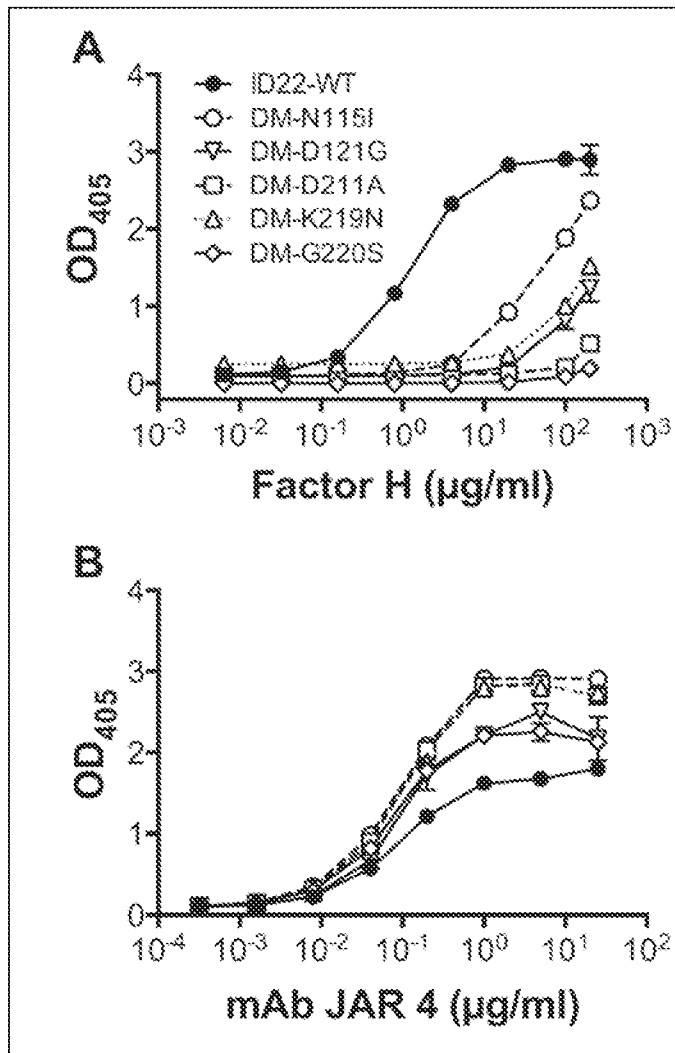 A
4
3
2
1
0
OD405
ID22-WT
DM-N115I
DM-D121G
DM-D211A
DM-K219N
DM-G220S
10-3 10-2 10-1 100 101 102 103
Factor H (µg/ml)
B
4
3
2
1
0
OD405
10-4 10-3 10-2 10-1 100 101 102
mAb JAR 4 (µg/ml)